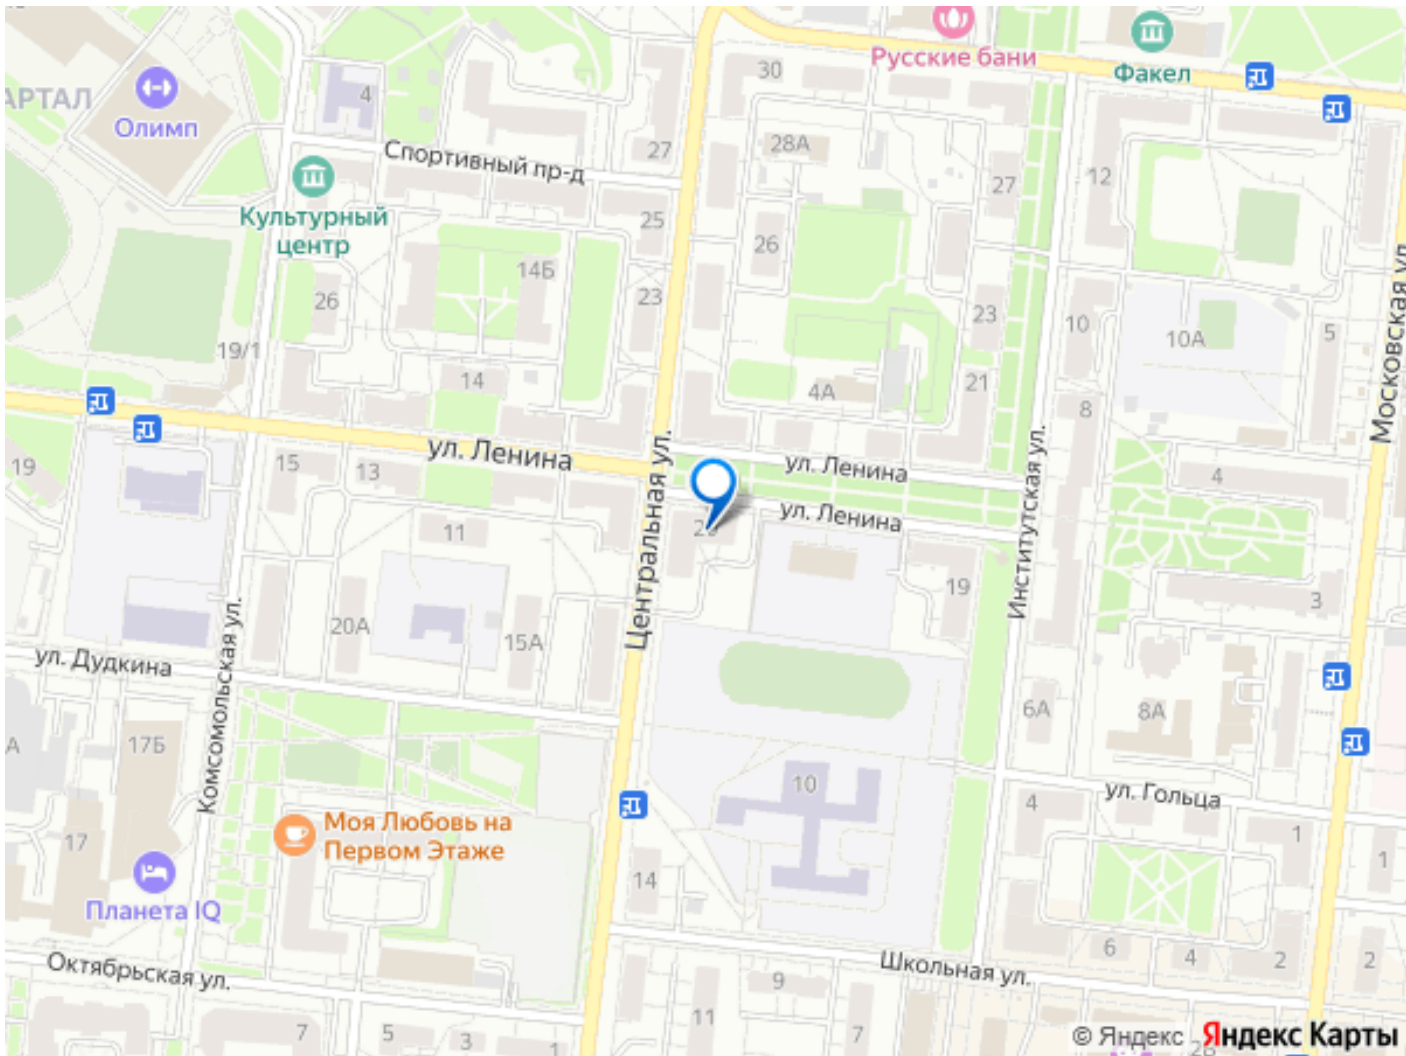 Русские бани
Факел
30
4
АРТАЛ
Олимп
27
28А
Спортивный пр-д
27
12
Культурный
центр
25
26
14Б
26
23
23
10
10А
5
Московская ул.
19/1
14
4А
21
8
ул. Ленина
ул. Ленина
19
15
13
4
ул. Ленина
11
Центральная ул.
Институтская ул.
19
3
20А
15А
Комсомольская ул.
ул. Дудкина
6А
8А
А
17Б
10
4
ул. Гольца
1
1
Моя Любовь на
Первом Этаже
17
14
Планета IQ
6
4
2
2
Октябрьская ул.
Школьная ул.
9
11
7
7
5
3
1
© Яндекс Яндекс Карты